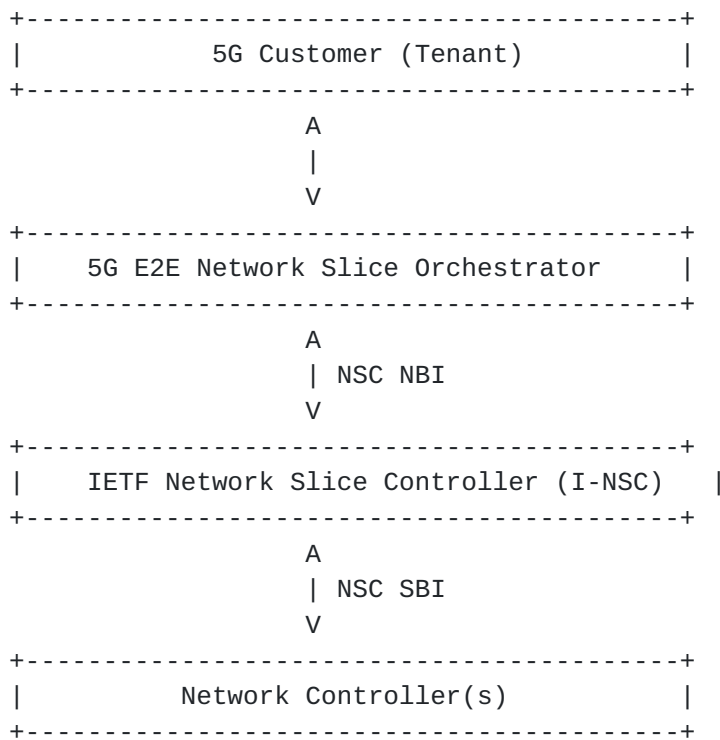 +------------------------------------------+
|            5G Customer (Tenant)          |
+------------------------------------------+
                   A
                   |
                   V
+------------------------------------------+
|    5G E2E Network Slice Orchestrator     |
+------------------------------------------+
                   A
                   | NSC NBI
                   V
+------------------------------------------+
|    IETF Network Slice Controller (I-NSC)   |
+------------------------------------------+
                   A
                   | NSC SBI
                   V
+------------------------------------------+
|          Network Controller(s)           |
+------------------------------------------+